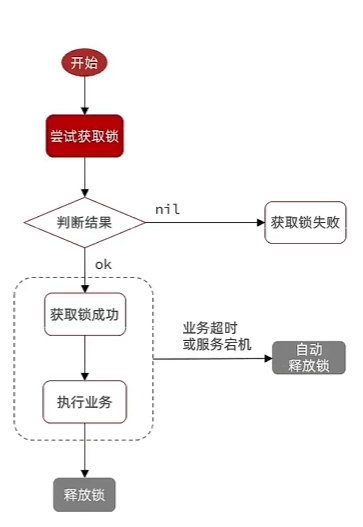 开始
尝试获取锁
判断结果
nil
获取锁失败
ok
获取锁成功
业务超时
或服务宕机
自动
释放锁
执行业务
释放锁